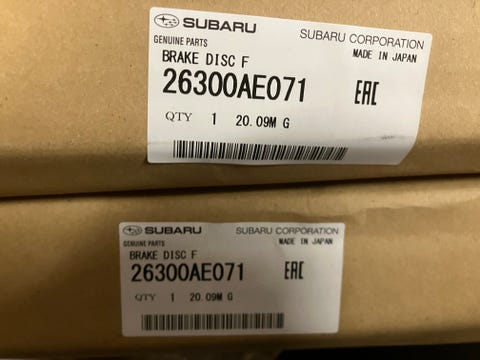 SUBARU
SUBARU CORPORATION
GENUINE PARTS
MADE IN JAPAN
BRAKE DISC F
26300AE071
EAC
QTY 1 20.09M G
SUBARU
SUBARU CORPORATION
GENUINE PARTS
MADE IN JAPAN
BRAKE DISC F
26300AE071
EAC
QTY 1 20.09M G